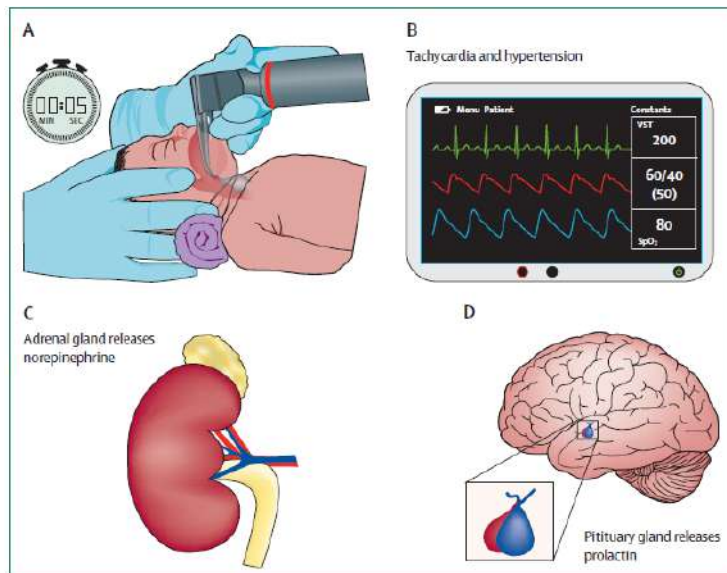 A
00:05
MIN SEC
B
Tachycardia and hypertension
Menu Patient Constants
VST
200
60/40
(50)
80
SpO₂
C
Adrenal gland releases
norepinephrine
D
Pitituary gland releases
prolactin